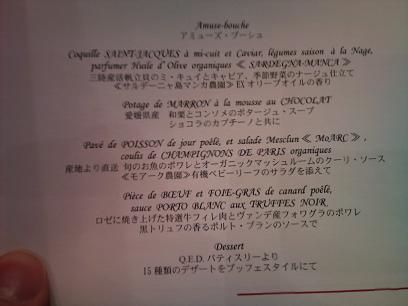 Amuse-bouche
アミューズ・ブーシュ
Coquille SAINT-JACQUES à mi-cuit et Caviar, légumes saison à la Nage,
parfumer Huile d'Olive organiques ≪ SARDEGNA-MANCA ≫
三陸産活帆立貝のミ・キュイとキャビア、季節野菜のナージュ仕立て
≪サルデーニャ島マンカ農園≫ EXオリーブオイルの香り
Potage de MARRON à la mousse au CHOCOLAT
愛媛県産 和栗とコンソメのポタージュ・スープ
ショコラのカプチーノと共に
Pavé de POISSON de jour poêlé, et salade Mesclun ≪ MoARC ≫ ,
coulis de CHAMPIGNONS DE PARIS organiques
産地より直送 旬のお魚のポワレとオーガニックマッシュルームのクーリ・ソース
≪モアーク農園≫有機ベビーリーフのサラダを添えて
Pièce de BŒUF et FOIE-GRAS de canard poêlé,
sauce PORTO BLANC aux TRUFFES NOIR
ロゼに焼き上げた特選牛フィレ肉とヴァンデ産フォワグラのポワレ
黒トリュフの香るポルト・ブランのソースで
Dessert
Q.E.D. パティスリーより
15種類のデザートをブッフェスタイルにて